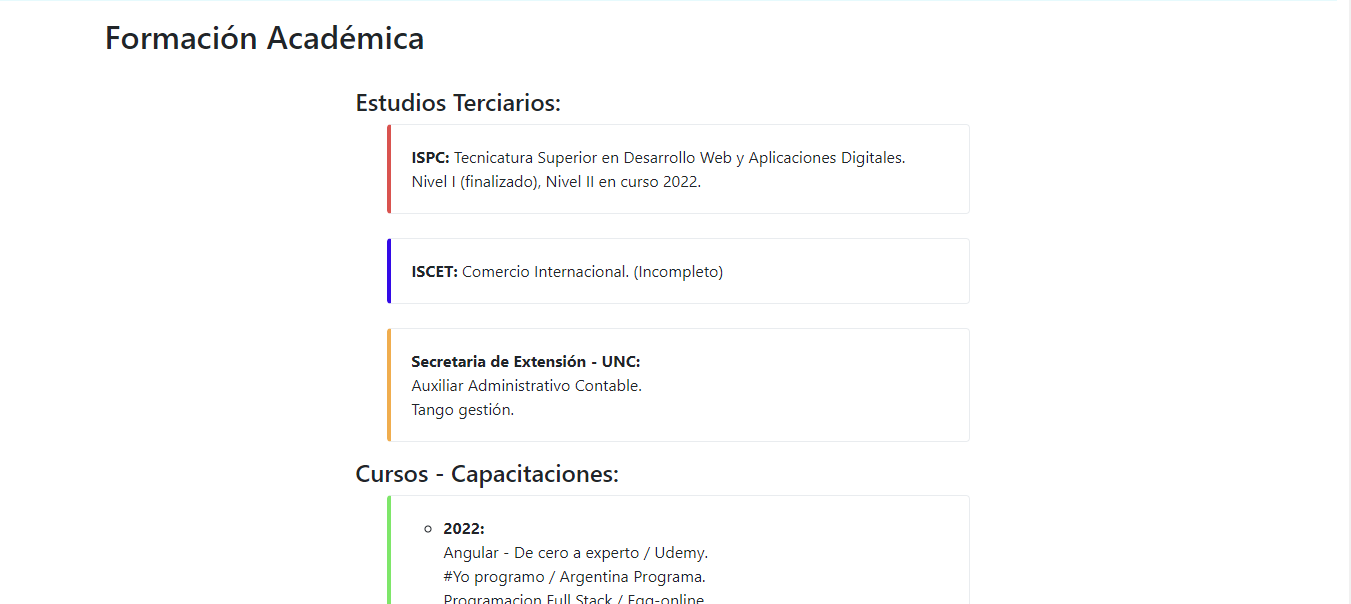 Formación Académica
Estudios Terciarios:
ISPC: Tecnicatura Superior en Desarrollo Web y Aplicaciones Digitales.
Nivel I (finalizado), Nivel II en curso 2022.
ISCET: Comercio Internacional. (Incompleto)
Secretaria de Extensión - UNC:
Auxiliar Administrativo Contable.
Tango gestión.
Cursos - Capacitaciones:
2022:
Angular - De cero a experto / Udemy.
#Yo programo / Argentina Programa.
Programacion Full Stack / Egg-online